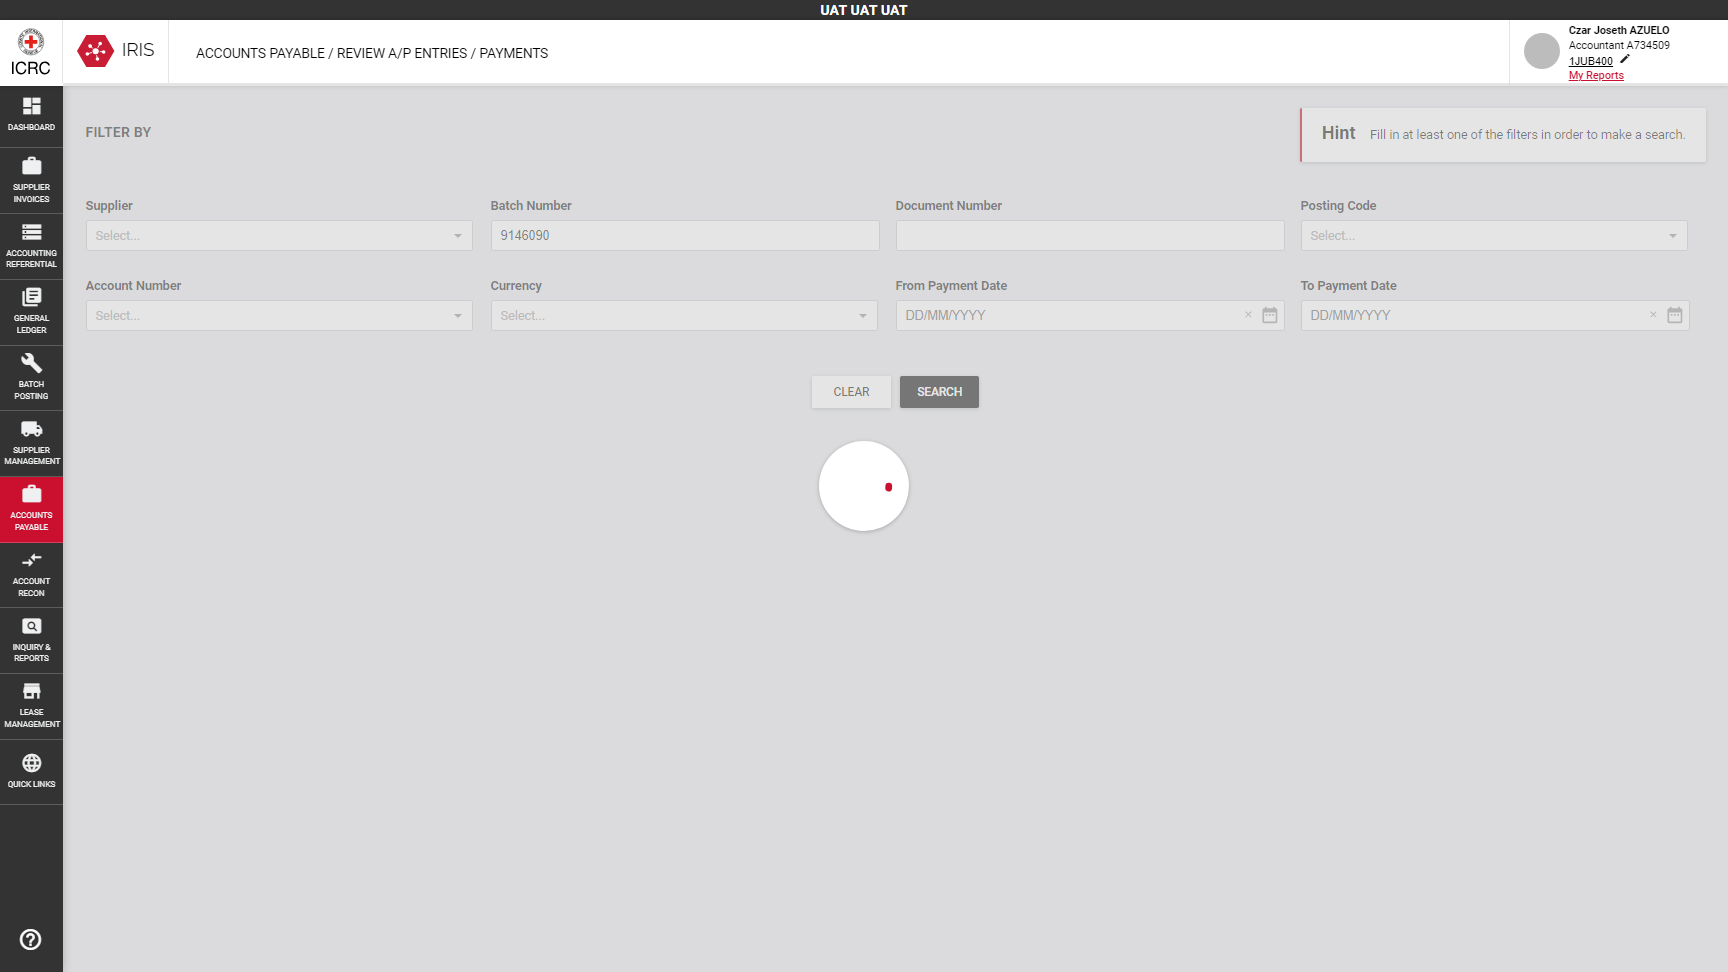 UAT UAT UAT
ICRC
IRIS
ACCOUNTS PAYABLE / REVIEW A/P ENTRIES / PAYMENTS
Czar Joseth AZUELO
Accountant A734509
1JUB400
My Reports
DASHBOARD
SUPPLIER
INVOICES
ACCOUNTING
REFERENTIAL
GENERAL
LEDGER
BATCH
POSTING
SUPPLIER
MANAGEMENT
ACCOUNTS
PAYABLE
ACCOUNT
RECON
INQUIRY &
REPORTS
LEASE
MANAGEMENT
QUICK LINKS
FILTER BY
Hint Fill in at least one of the filters in order to make a search.
Supplier
Select...
Batch Number
9146090
Document Number
Posting Code
Select...
Account Number
Select...
Currency
Select...
From Payment Date
DD/MM/YYYY
To Payment Date
DD/MM/YYYY
CLEAR
SEARCH